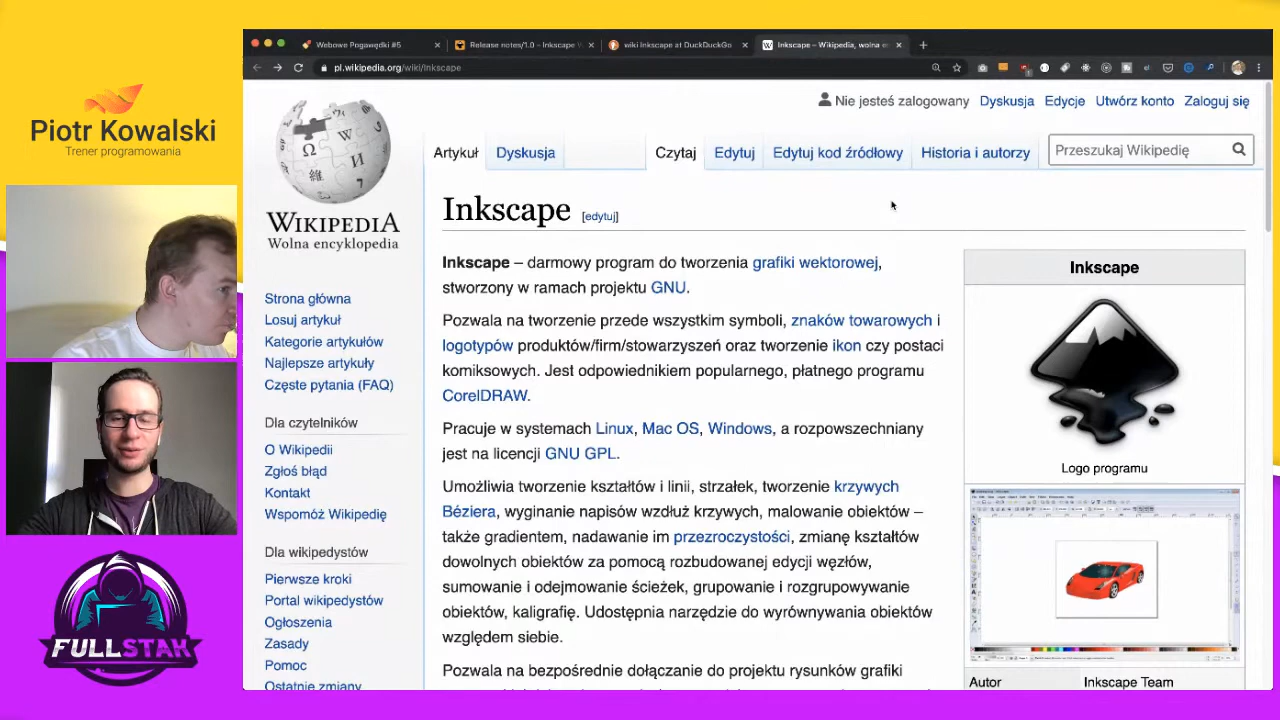 Piotr Kowalski
Trener programowania
FULLSTAK
Webowe Pogawędki #5
Release notes/1.0 – Inkscape W
wiki Inkscape at DuckDuckGo
Inkscape – Wikipedia, wolna en
pl.wikipedia.org/wiki/Inkscape
Nie jesteś zalogowany Dyskusja Edycje Utwórz konto Zaloguj się
Artykuł Dyskusja Czytaj Edytuj Edytuj kod źródłowy Historia i autorzy Przeszukaj Wikipedię
WIKIPEDIA
Wolna encyklopedia
Strona główna
Losuj artykuł
Kategorie artykułów
Najlepsze artykuły
Częste pytania (FAQ)
Dla czytelników
O Wikipedii
Zgłoś błąd
Kontakt
Wspomóż Wikipedię
Dla wikipedystów
Pierwsze kroki
Portal wikipedystów
Ogłoszenia
Zasady
Pomoc
Ostatnie zmiany
Inkscape [edytuj]
Inkscape – darmowy program do tworzenia grafiki wektorowej,
stworzony w ramach projektu GNU.
Pozwala na tworzenie przede wszystkim symboli, znaków towarowych i
logotypów produktów/firm/stowarzyszeń oraz tworzenie ikon czy postaci
komiksowych. Jest odpowiednikiem popularnego, płatnego programu
CorelDRAW.
Pracuje w systemach Linux, Mac OS, Windows, a rozpowszechniany
jest na licencji GNU GPL.
Umożliwia tworzenie kształtów i linii, strzałek, tworzenie krzywych
Béziera, wyginanie napisów wzdłuż krzywych, malowanie obiektów –
także gradientem, nadawanie im przezroczystości, zmianę kształtów
dowolnych obiektów za pomocą rozbudowanej edycji węzłów,
sumowanie i odejmowanie ścieżek, grupowanie i rozgrupowywanie
obiektów, kaligrafię. Udostępnia narzędzie do wyrównywania obiektów
względem siebie.
Pozwala na bezpośrednie dołączanie do projektu rysunków grafiki
Inkscape
Logo programu
Autor Inkscape Team